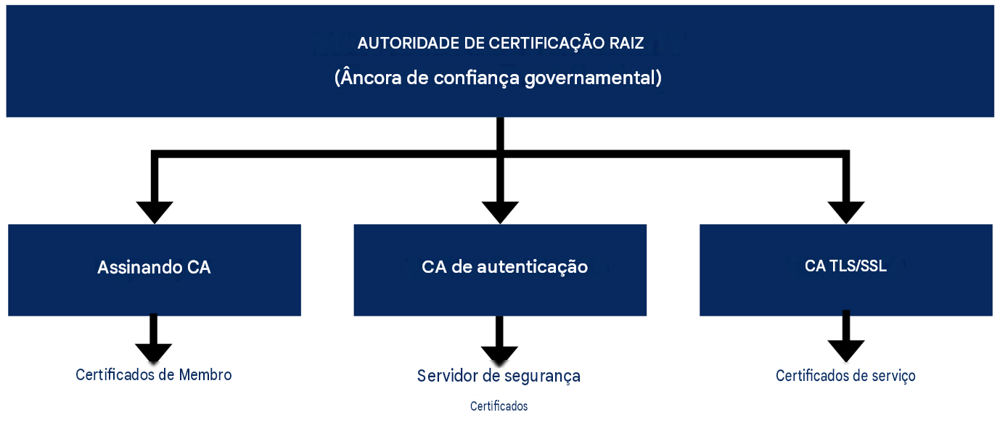 AUTORIDADE DE CERTIFICAÇÃO RAIZ
(Âncora de confiança governamental)
Assinando CA
CA de autenticação
CA TLS/SSL
Certificados de Membro
Servidor de segurança
Certificados
Certificados de serviço